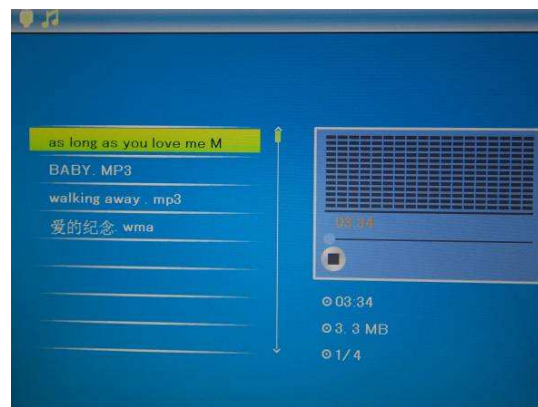 as long as you love me M
BABY. MP3
walking away . mp3
爱的纪念. wma
03:34
03:34
3. 3 MB
1/4